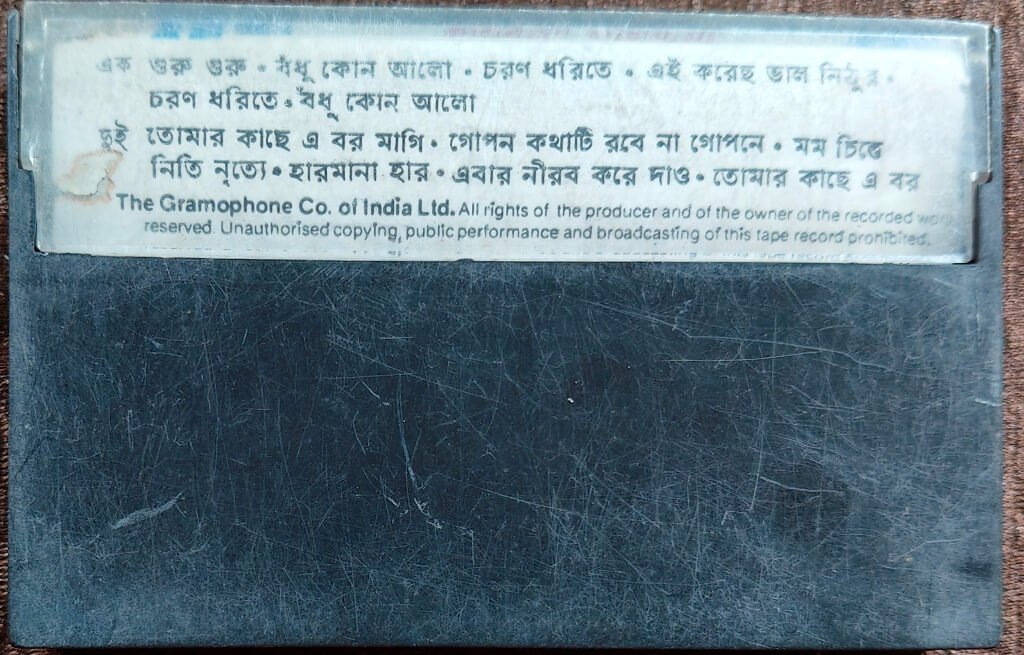 এক গুরু গুরু • বঁধু কোন আলো • চরণ ধরিতে • এই করেছ ভাল নিঠুর •
চরণ ধরিতে • বঁধু কোন আলো
দুই তোমার কাছে এ বর মাগি • গোপন কথাটি রবে না গোপনে • মম চিত্তে
নিতি নৃত্যে • হারমানা হার • এবার নীরব করে দাও • তোমার কাছে এ বর
The Gramophone Co. of India Ltd. All rights of the producer and of the owner of the recorded work
reserved. Unauthorised copying, public performance and broadcasting of this tape record prohibited.